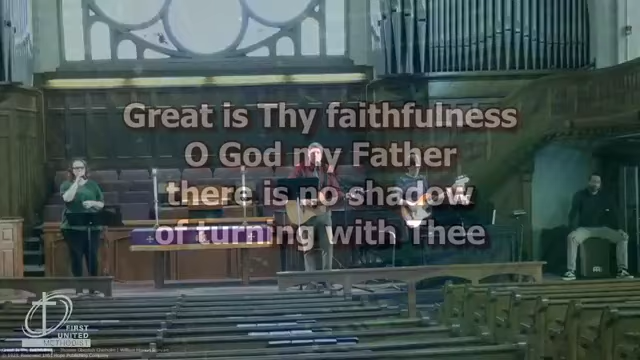 Great is Thy faithfulness
O God my Father
there is no shadow
of turning with Thee
FIRST
UNITED
METHODIST